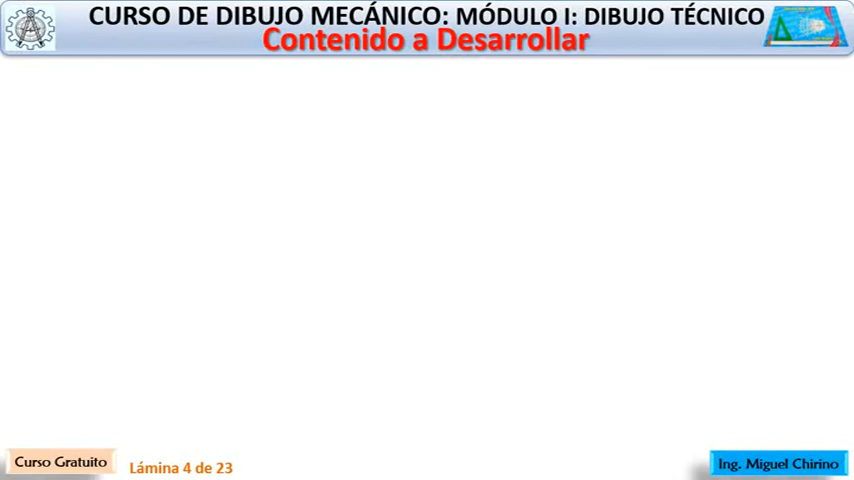 CURSO DE DIBUJO MECÁNICO: MÓDULO I: DIBUJO TÉCNICO
Contenido a Desarrollar
Curso Gratuito
Lámina 4 de 23
Ing. Miguel Chirino